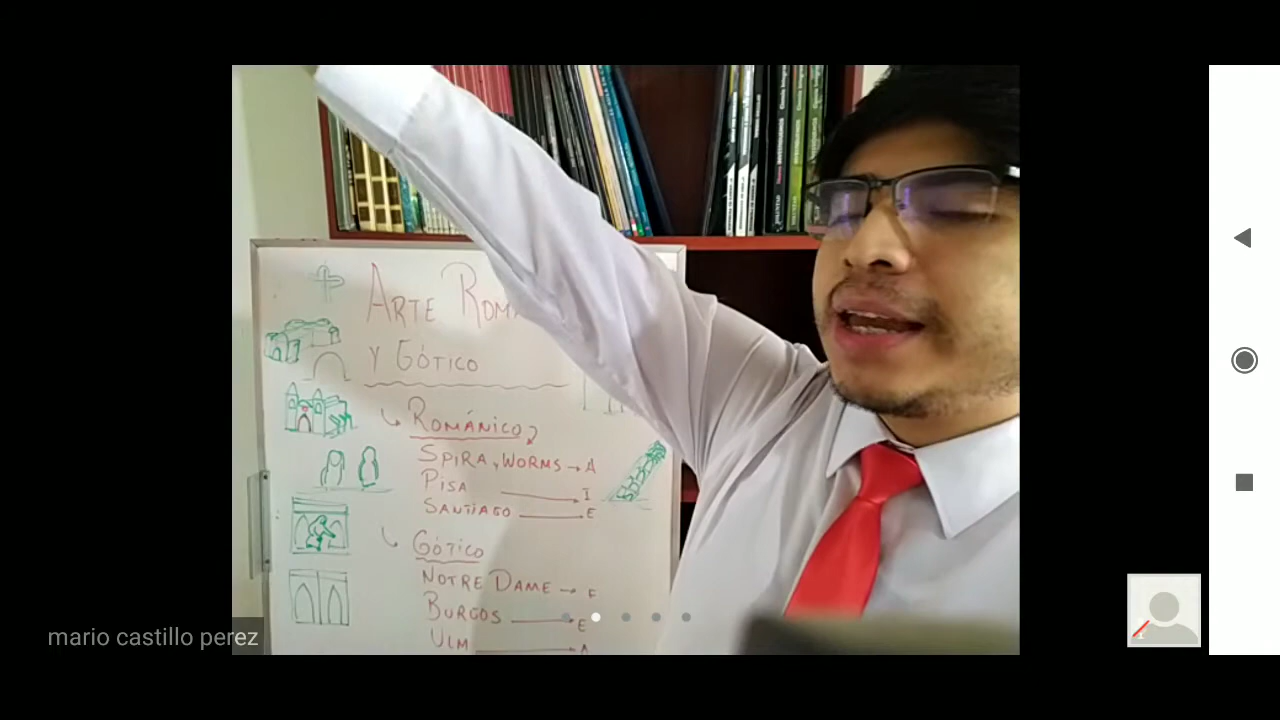 ARTE ROM
Y GÓTICO
ROMÁNICO
SPIRA, WORMS → A
PISA → I
SANTIAGO → E
GÓTICO
NOTRE DAME → F
BURGOS → E
ULM → A
mario castillo perez